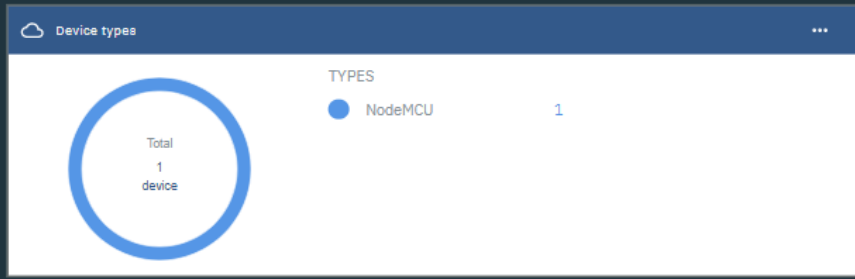 Device types
TYPES
NodeMCU 1
Total
1
device